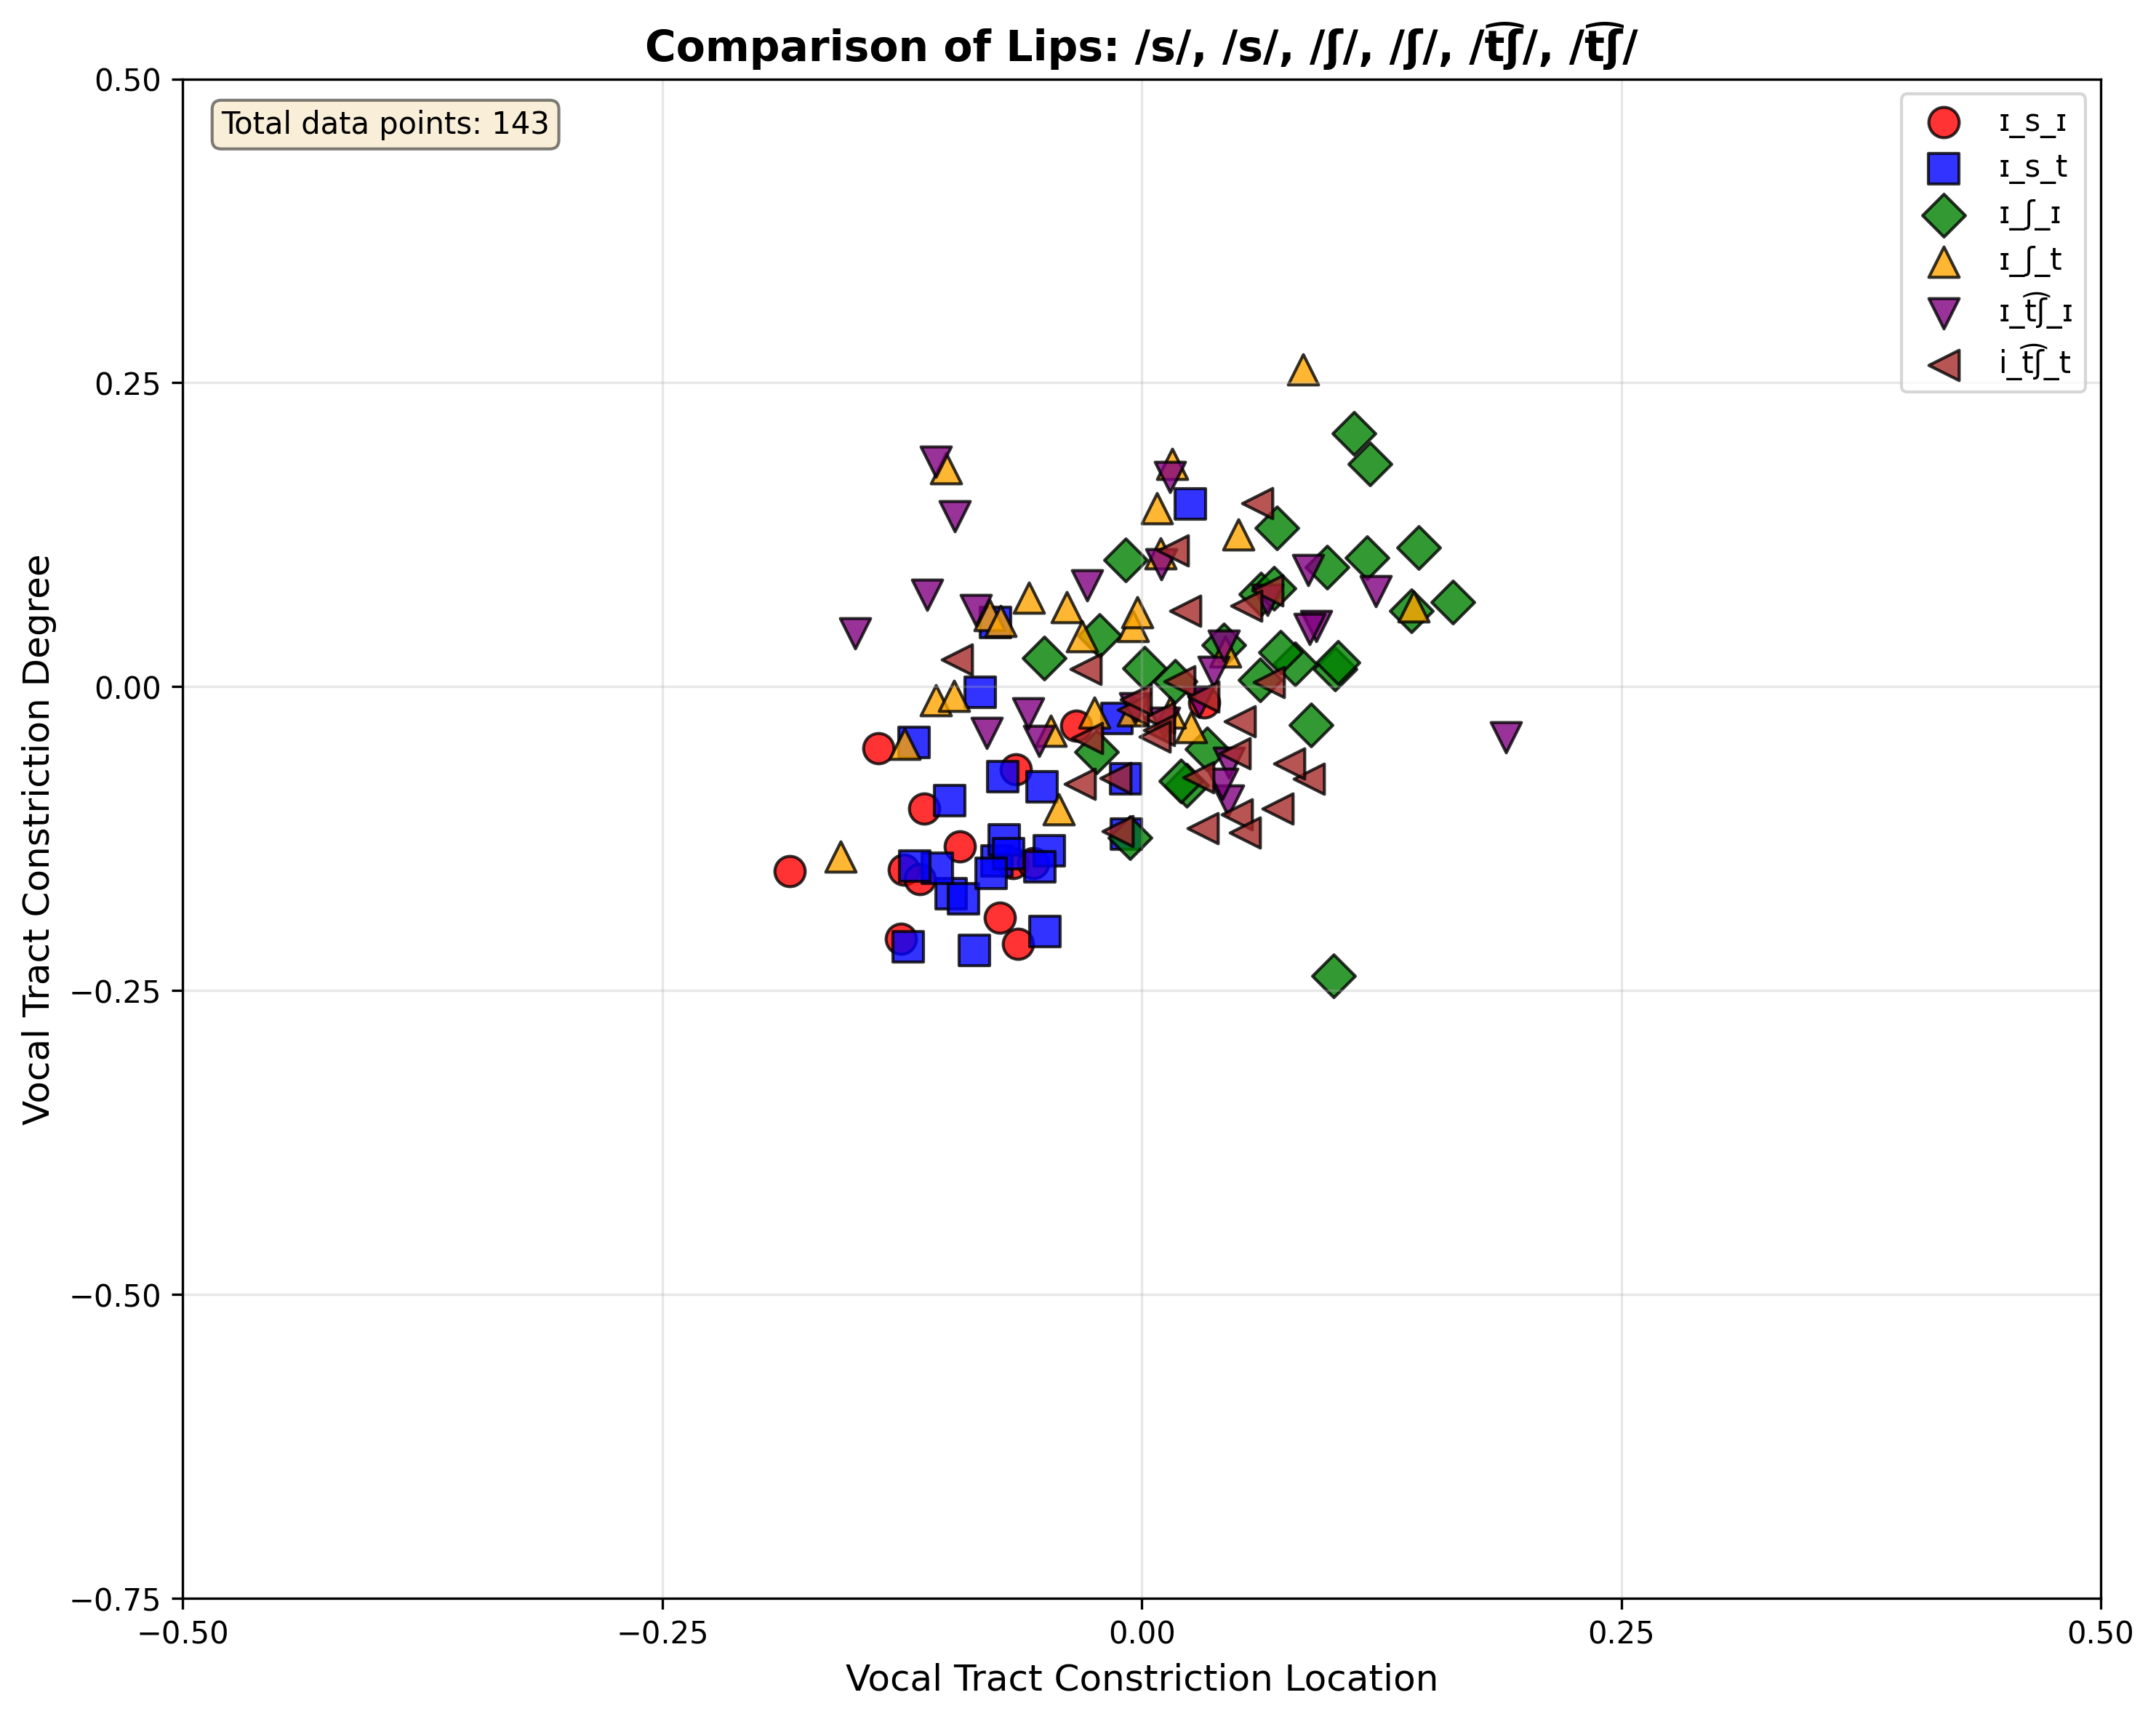 Comparison of Lips: /s/, /s/, /ʃ/, /ʃ/, /t͡ʃ/, /t͡ʃ/
Total data points: 143
ɪ_s_ɪ
ɪ_s_t
ɪ_ʃ_ɪ
ɪ_ʃ_t
ɪ_t͡ʃ_ɪ
i_t͡ʃ_t
Vocal Tract Constriction Degree
0.50
0.25
0.00
−0.25
−0.50
−0.75
−0.50
−0.25
0.00
0.25
0.50
Vocal Tract Constriction Location